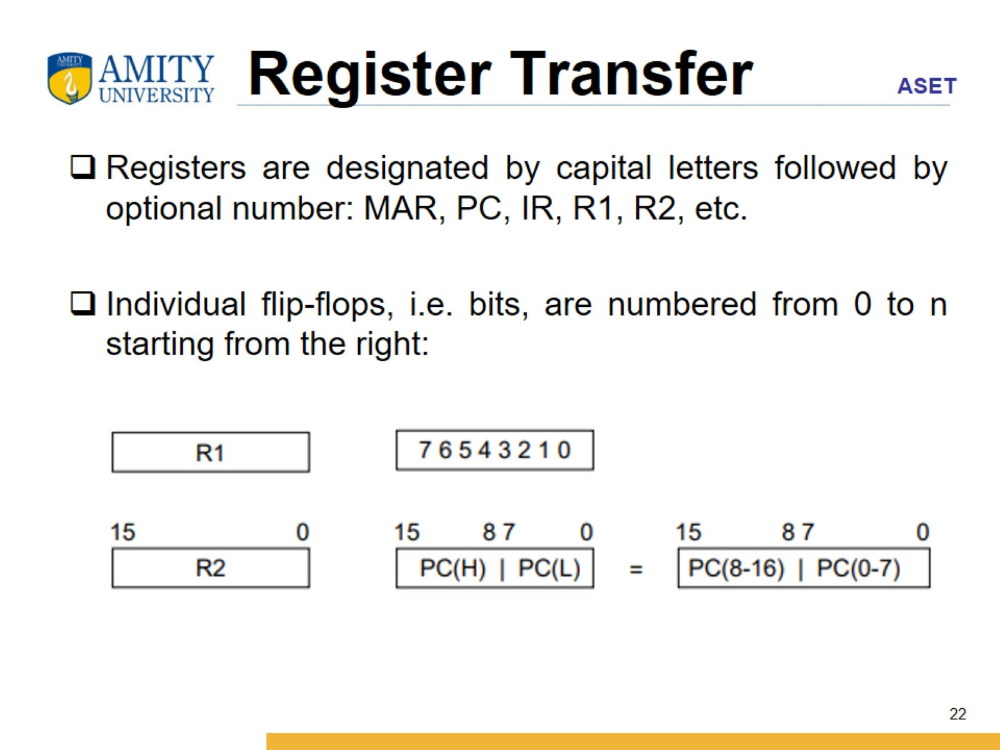 AMITY
UNIVERSITY
AMITY
UNIVERSITY
Register Transfer
ASET
Registers are designated by capital letters followed by
optional number: MAR, PC, IR, R1, R2, etc.
Individual flip-flops, i.e. bits, are numbered from 0 to n
starting from the right:
R1
7 6 5 4 3 2 1 0
15 0
R2
15 8 7 0
PC(H) | PC(L)
=
15 8 7 0
PC(8-16) | PC(0-7)
22